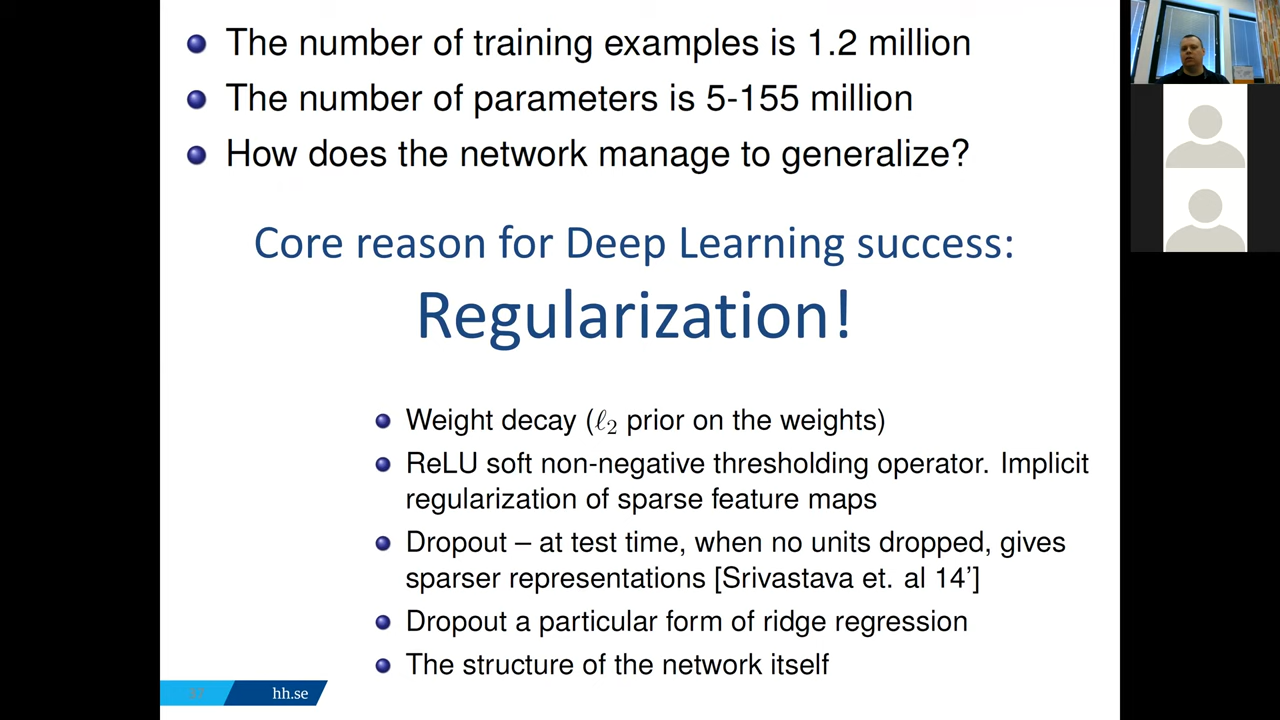 The number of training examples is 1.2 million
The number of parameters is 5-155 million
How does the network manage to generalize?
Core reason for Deep Learning success:
Regularization!
Weight decay (ℓ₂ prior on the weights)
ReLU soft non-negative thresholding operator. Implicit
regularization of sparse feature maps
Dropout – at test time, when no units dropped, gives
sparser representations [Srivastava et. al 14']
Dropout a particular form of ridge regression
The structure of the network itself
hh.se